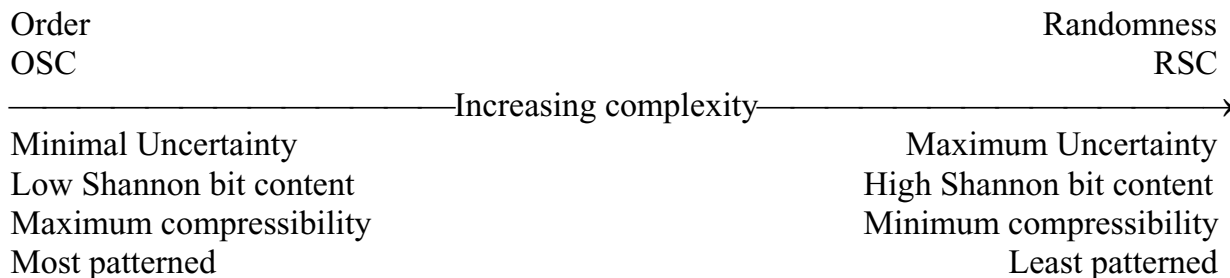 Order Randomness
OSC RSC
Increasing complexity
Minimal Uncertainty Maximum Uncertainty
Low Shannon bit content High Shannon bit content
Maximum compressibility Minimum compressibility
Most patterned Least patterned